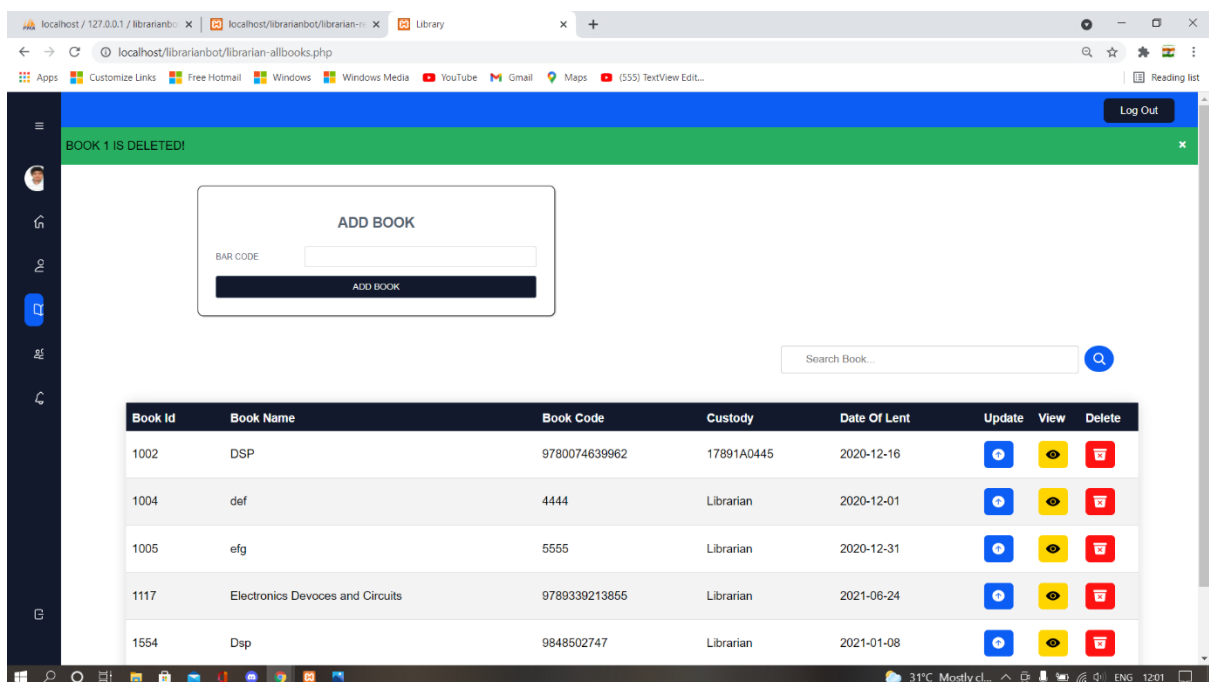 localhost / 127.0.0.1 / librarianbo
localhost/librarianbot/librarian-r
Library
localhost/librarianbot/librarian-allbooks.php
Apps Customize Links Free Hotmail Windows Windows Media YouTube Gmail Maps (555) TextView Edit... Reading list
Log Out
BOOK 1 IS DELETED!
ADD BOOK
BAR CODE
ADD BOOK
Search Book...
Book Id Book Name Book Code Custody Date Of Lent Update View Delete
1002 DSP 9780074639962 17891A0445 2020-12-16
1004 def 4444 Librarian 2020-12-01
1005 efg 5555 Librarian 2020-12-31
1117 Electronics Devoces and Circuits 9789339213855 Librarian 2021-06-24
1554 Dsp 9848502747 Librarian 2021-01-08
31°C Mostly cl... ENG 12:01